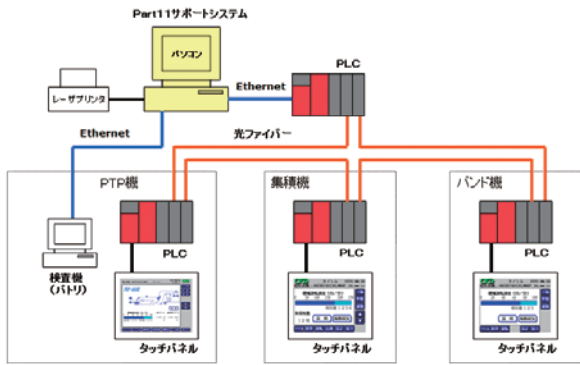 Part11サポートシステム
パソコン
PLC
レーザプリンタ
Ethernet
Ethernet
光ファイバー
PTP機
集積機
バンド機
PLC
PLC
PLC
検査機
(パトリ)
タッチパネル
タッチパネル
タッチパネル